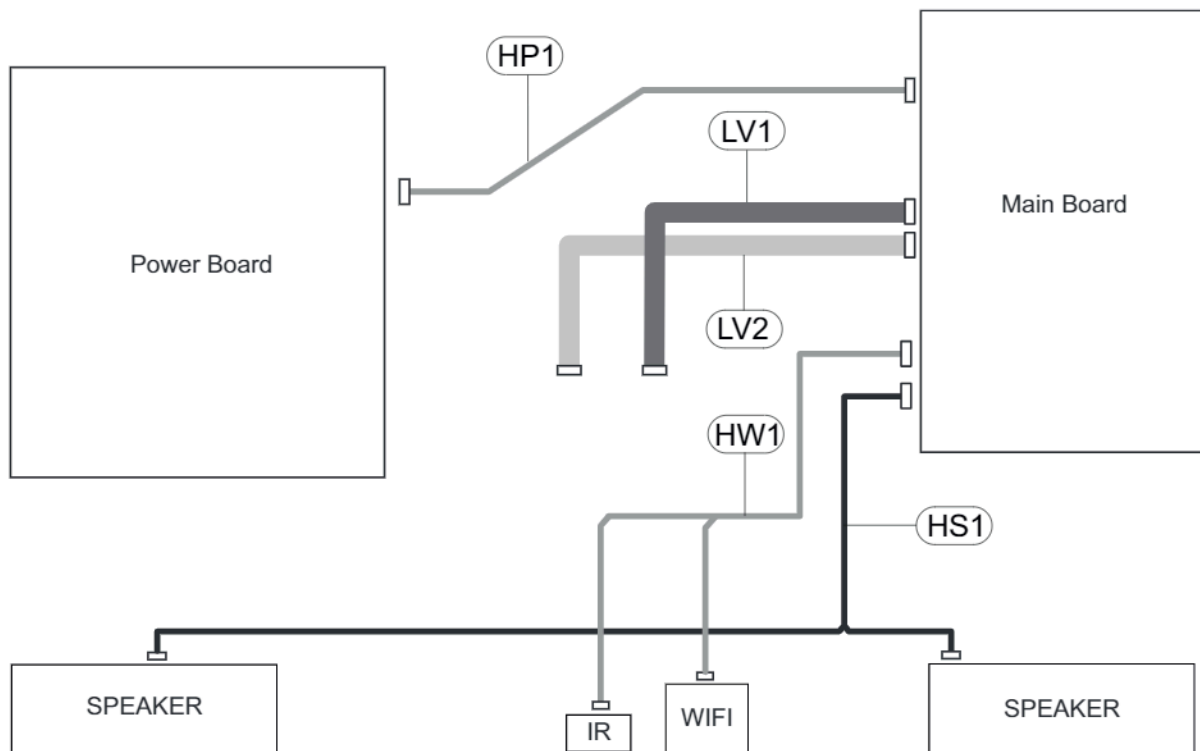 HP1
LV1
Main Board
Power Board
LV2
HW1
HS1
SPEAKER
IR
WIFI
SPEAKER